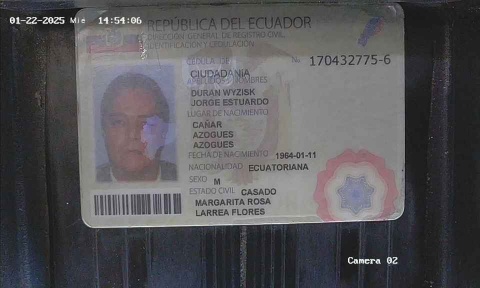 01-22-2025 Mié 14:54:06
REPÚBLICA DEL ECUADOR
DIRECCIÓN GENERAL DE REGISTRO CIVIL,
IDENTIFICACIÓN Y CEDULACIÓN
CÉDULA DE No. 170432775-6
CIUDADANIA
APELLIDOS Y NOMBRES
DURAN WYZISK
JORGE ESTUARDO
LUGAR DE NACIMIENTO
CAÑAR
AZOGUES
AZOGUES
FECHA DE NACIMIENTO 1964-01-11
NACIONALIDAD ECUATORIANA
SEXO M
ESTADO CIVIL CASADO
MARGARITA ROSA
LARREA FLORES
Camera 02